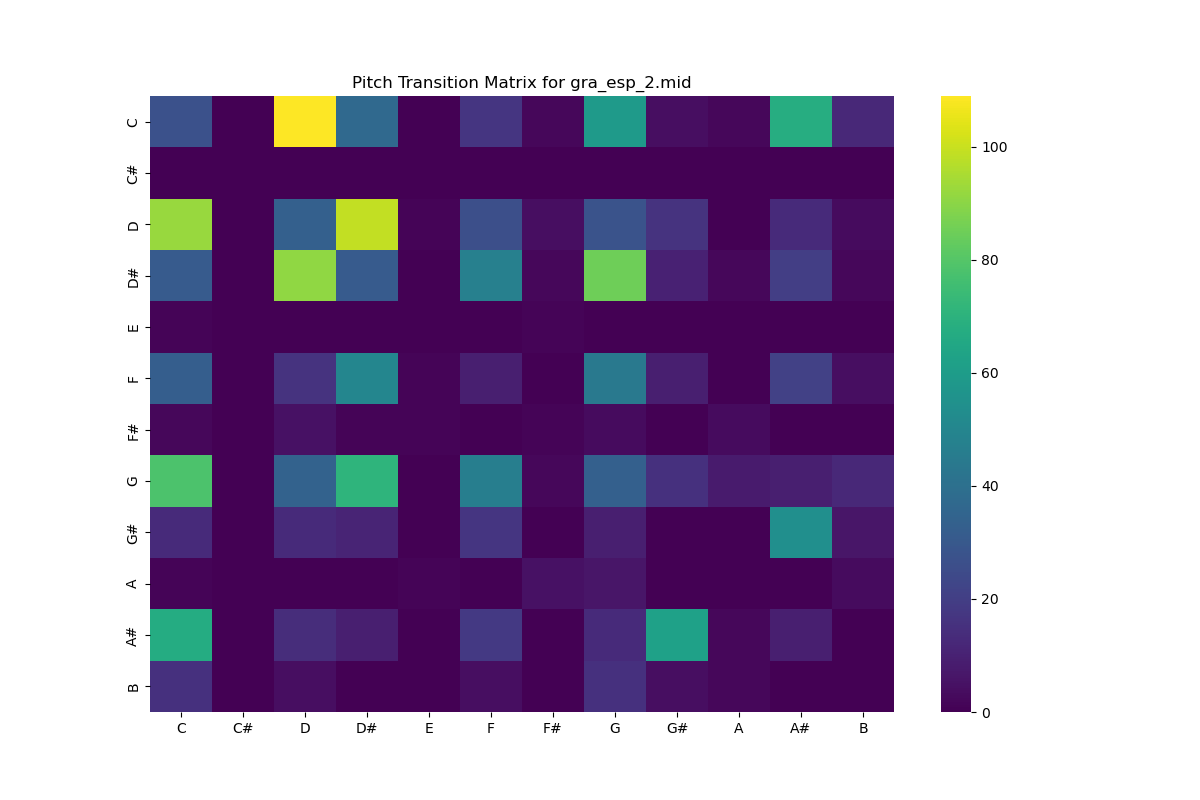 Pitch Transition Matrix for gra_esp_2.mid
C
C#
D
D#
E
F
F#
G
G#
A
A#
B
C C# D D# E F F# G G# A A# B
100
80
60
40
20
0